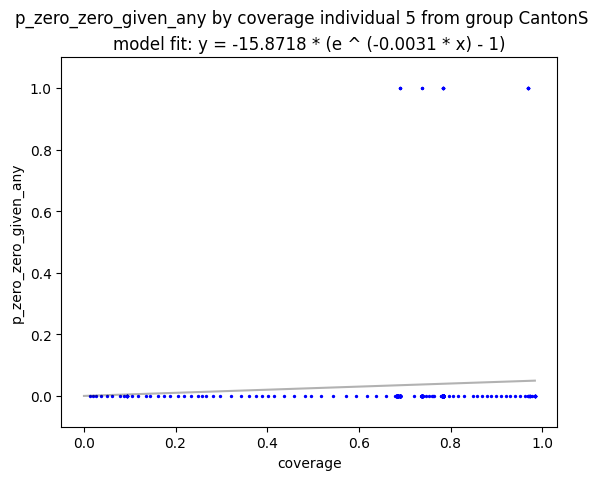 p_zero_zero_given_any by coverage individual 5 from group CantonS
model fit: y = -15.8718 * (e ^ (-0.0031 * x) - 1)
1.0
0.8
0.6
0.4
0.2
0.0
p_zero_zero_given_any
0.0 0.2 0.4 0.6 0.8 1.0
coverage